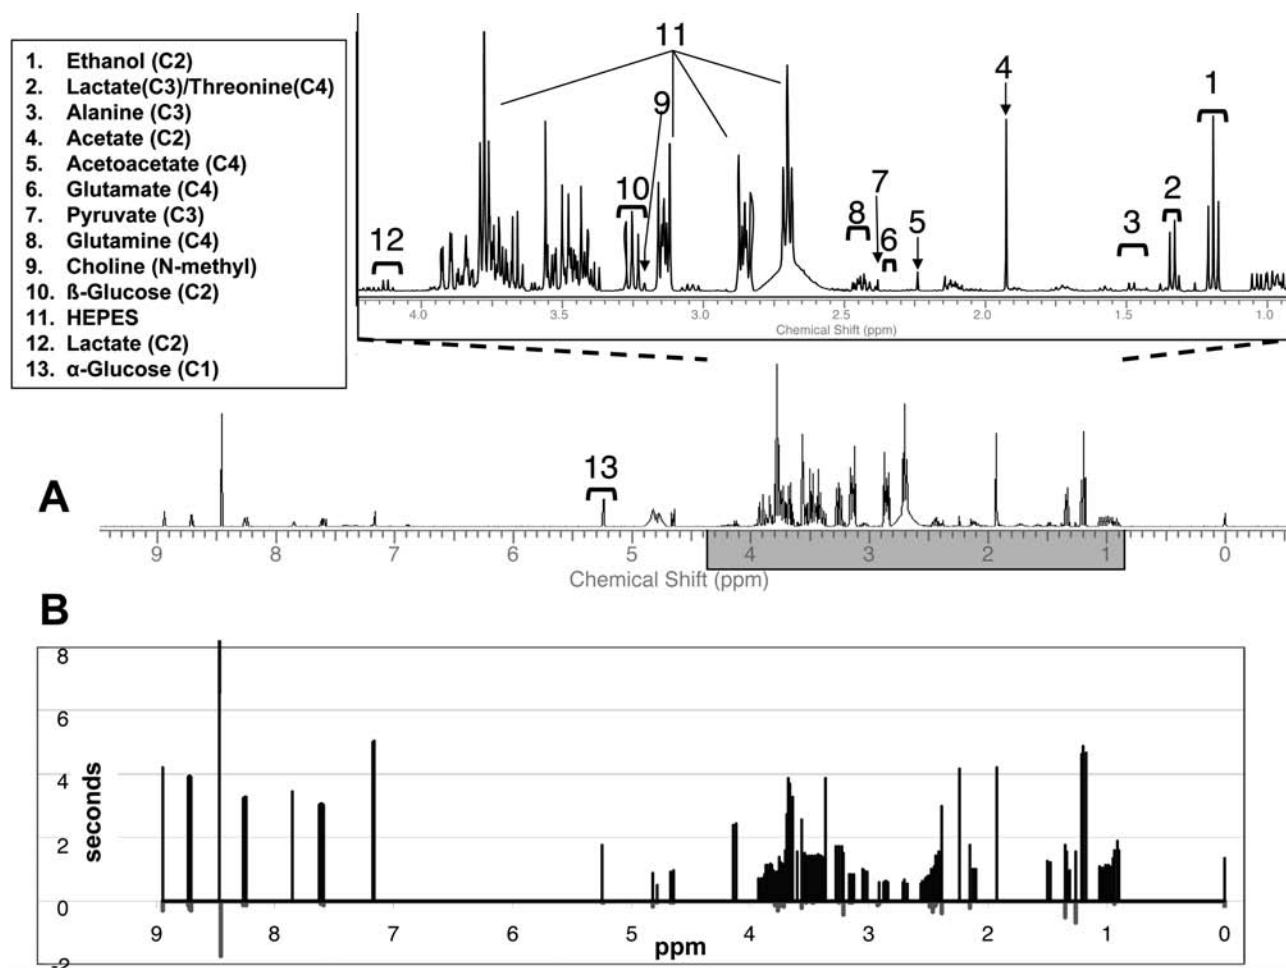 1. Ethanol (C2)
2. Lactate(C3)/Threonine(C4)
3. Alanine (C3)
4. Acetate (C2)
5. Acetoacetate (C4)
6. Glutamate (C4)
7. Pyruvate (C3)
8. Glutamine (C4)
9. Choline (N-methyl)
10. ß-Glucose (C2)
11. HEPES
12. Lactate (C2)
13. α-Glucose (C1)
11
9
4
1
10
7
2
8
5
12
6
3
4.0 3.5 3.0 2.5 2.0 1.5 1.0
Chemical Shift (ppm)
A
13
9 8 7 6 5 4 3 2 1 0
Chemical Shift (ppm)
B
8
6
4
2
0
-2
seconds
9 8 7 6 5 4 3 2 1 0
ppm